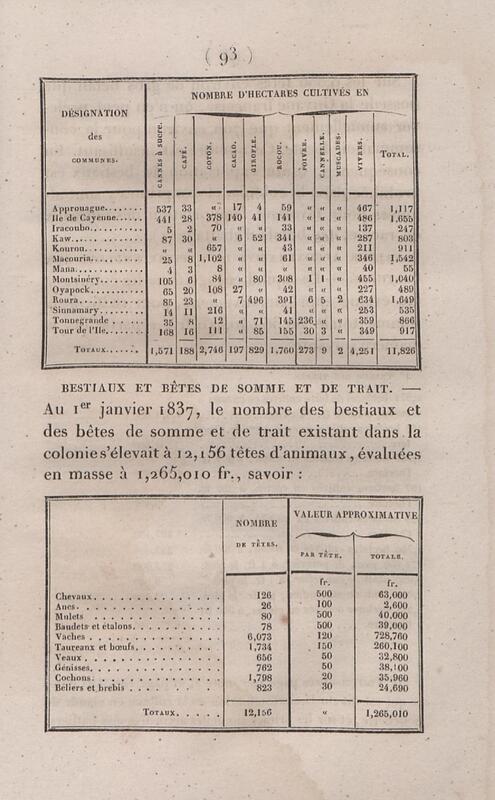 ( 93 )
DÉSIGNATION
des
COMMUNES.
NOMBRE D'HECTARES CULTIVÉS EN
CANNES à sucre. CAFÉ. COTON. CACAO. GIROFLE. ROCOU. POIVRE. CANNELLE. MUSCADES. VIVRES. TOTAL.
Approuague........ 537 33 « 17 4 59 « « « 467 1,117
Ile de Cayenne...... 441 28 378 140 41 141 « « « 486 1,655
Iracoubo........... 5 2 70 « « 33 « « « 137 247
Kaw............... 87 30 « 6 52 341 « « « 287 803
Kourou............ « « 657 « « 43 « « « 211 911
Macouria........... 25 8 1,102 « « 61 « « « 346 1,542
Mana.............. 4 3 8 « « « « « « 40 55
Montsinéry......... 105 6 84 « 80 308 1 1 « 455 1,040
Oyapock........... 65 20 108 27 « 42 « « « 227 489
Roura............. 85 23 « 7 496 391 6 5 2 634 1,649
Sinnamary.......... 14 11 216 « « 41 « « « 253 535
Tonnegrande ..... 35 8 12 « 71 145 236 « « 359 866
Tour de l'Ile........ 168 16 111 « 85 155 30 3 « 349 917
TOTAUX...... 1,571 188 2,746 197 829 1,760 273 9 2 4,251 11,826
BESTIAUX ET BÊTES DE SOMME ET DE TRAIT. —
Au 1er janvier 1837, le nombre des bestiaux et
des bêtes de somme et de trait existant dans la
colonie s'élevait à 12,156 têtes d'animaux, évaluées
en masse à 1,265,010 fr., savoir :
NOMBRE
DE TÊTES.
VALEUR APPROXIMATIVE
PAR TÊTE. TOTALE.
fr. fr.
Chevaux.............. 126 500 63,000
Anes................ 26 100 2,600
Mulets .............. 80 500 40,000
Baudets et étalons......... 78 500 39,000
Vaches .............. 6,073 120 728,760
Taureaux et bœufs......... 1,734 150 260,100
Veaux ............... 656 50 32,800
Génisses.............. 762 50 38,100
Cochons.............. 1,798 20 35,960
Béliers et brebis ......... 823 30 24,690
TOTAUX..... 12,156 « 1,265,010